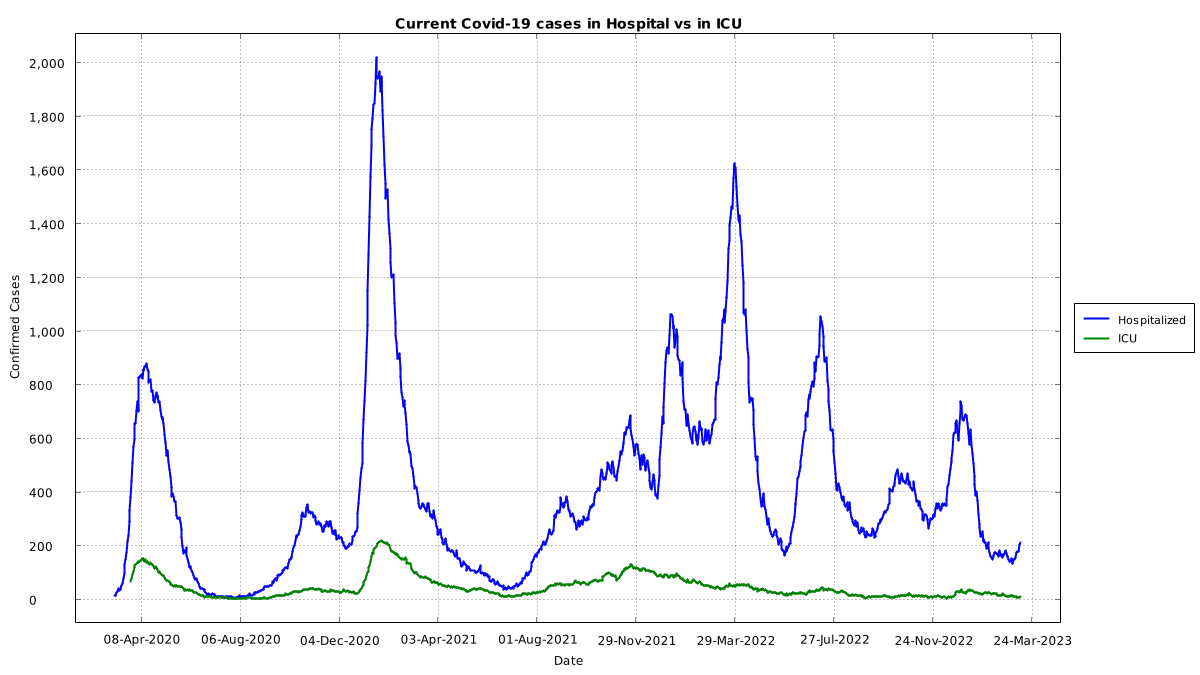 Current Covid-19 cases in Hospital vs in ICU
Confirmed Cases
2,000
1,800
1,600
1,400
1,200
1,000
800
600
400
200
0
08-Apr-2020 06-Aug-2020 04-Dec-2020 03-Apr-2021 01-Aug-2021 29-Nov-2021 29-Mar-2022 27-Jul-2022 24-Nov-2022 24-Mar-2023
Date
Hospitalized
ICU